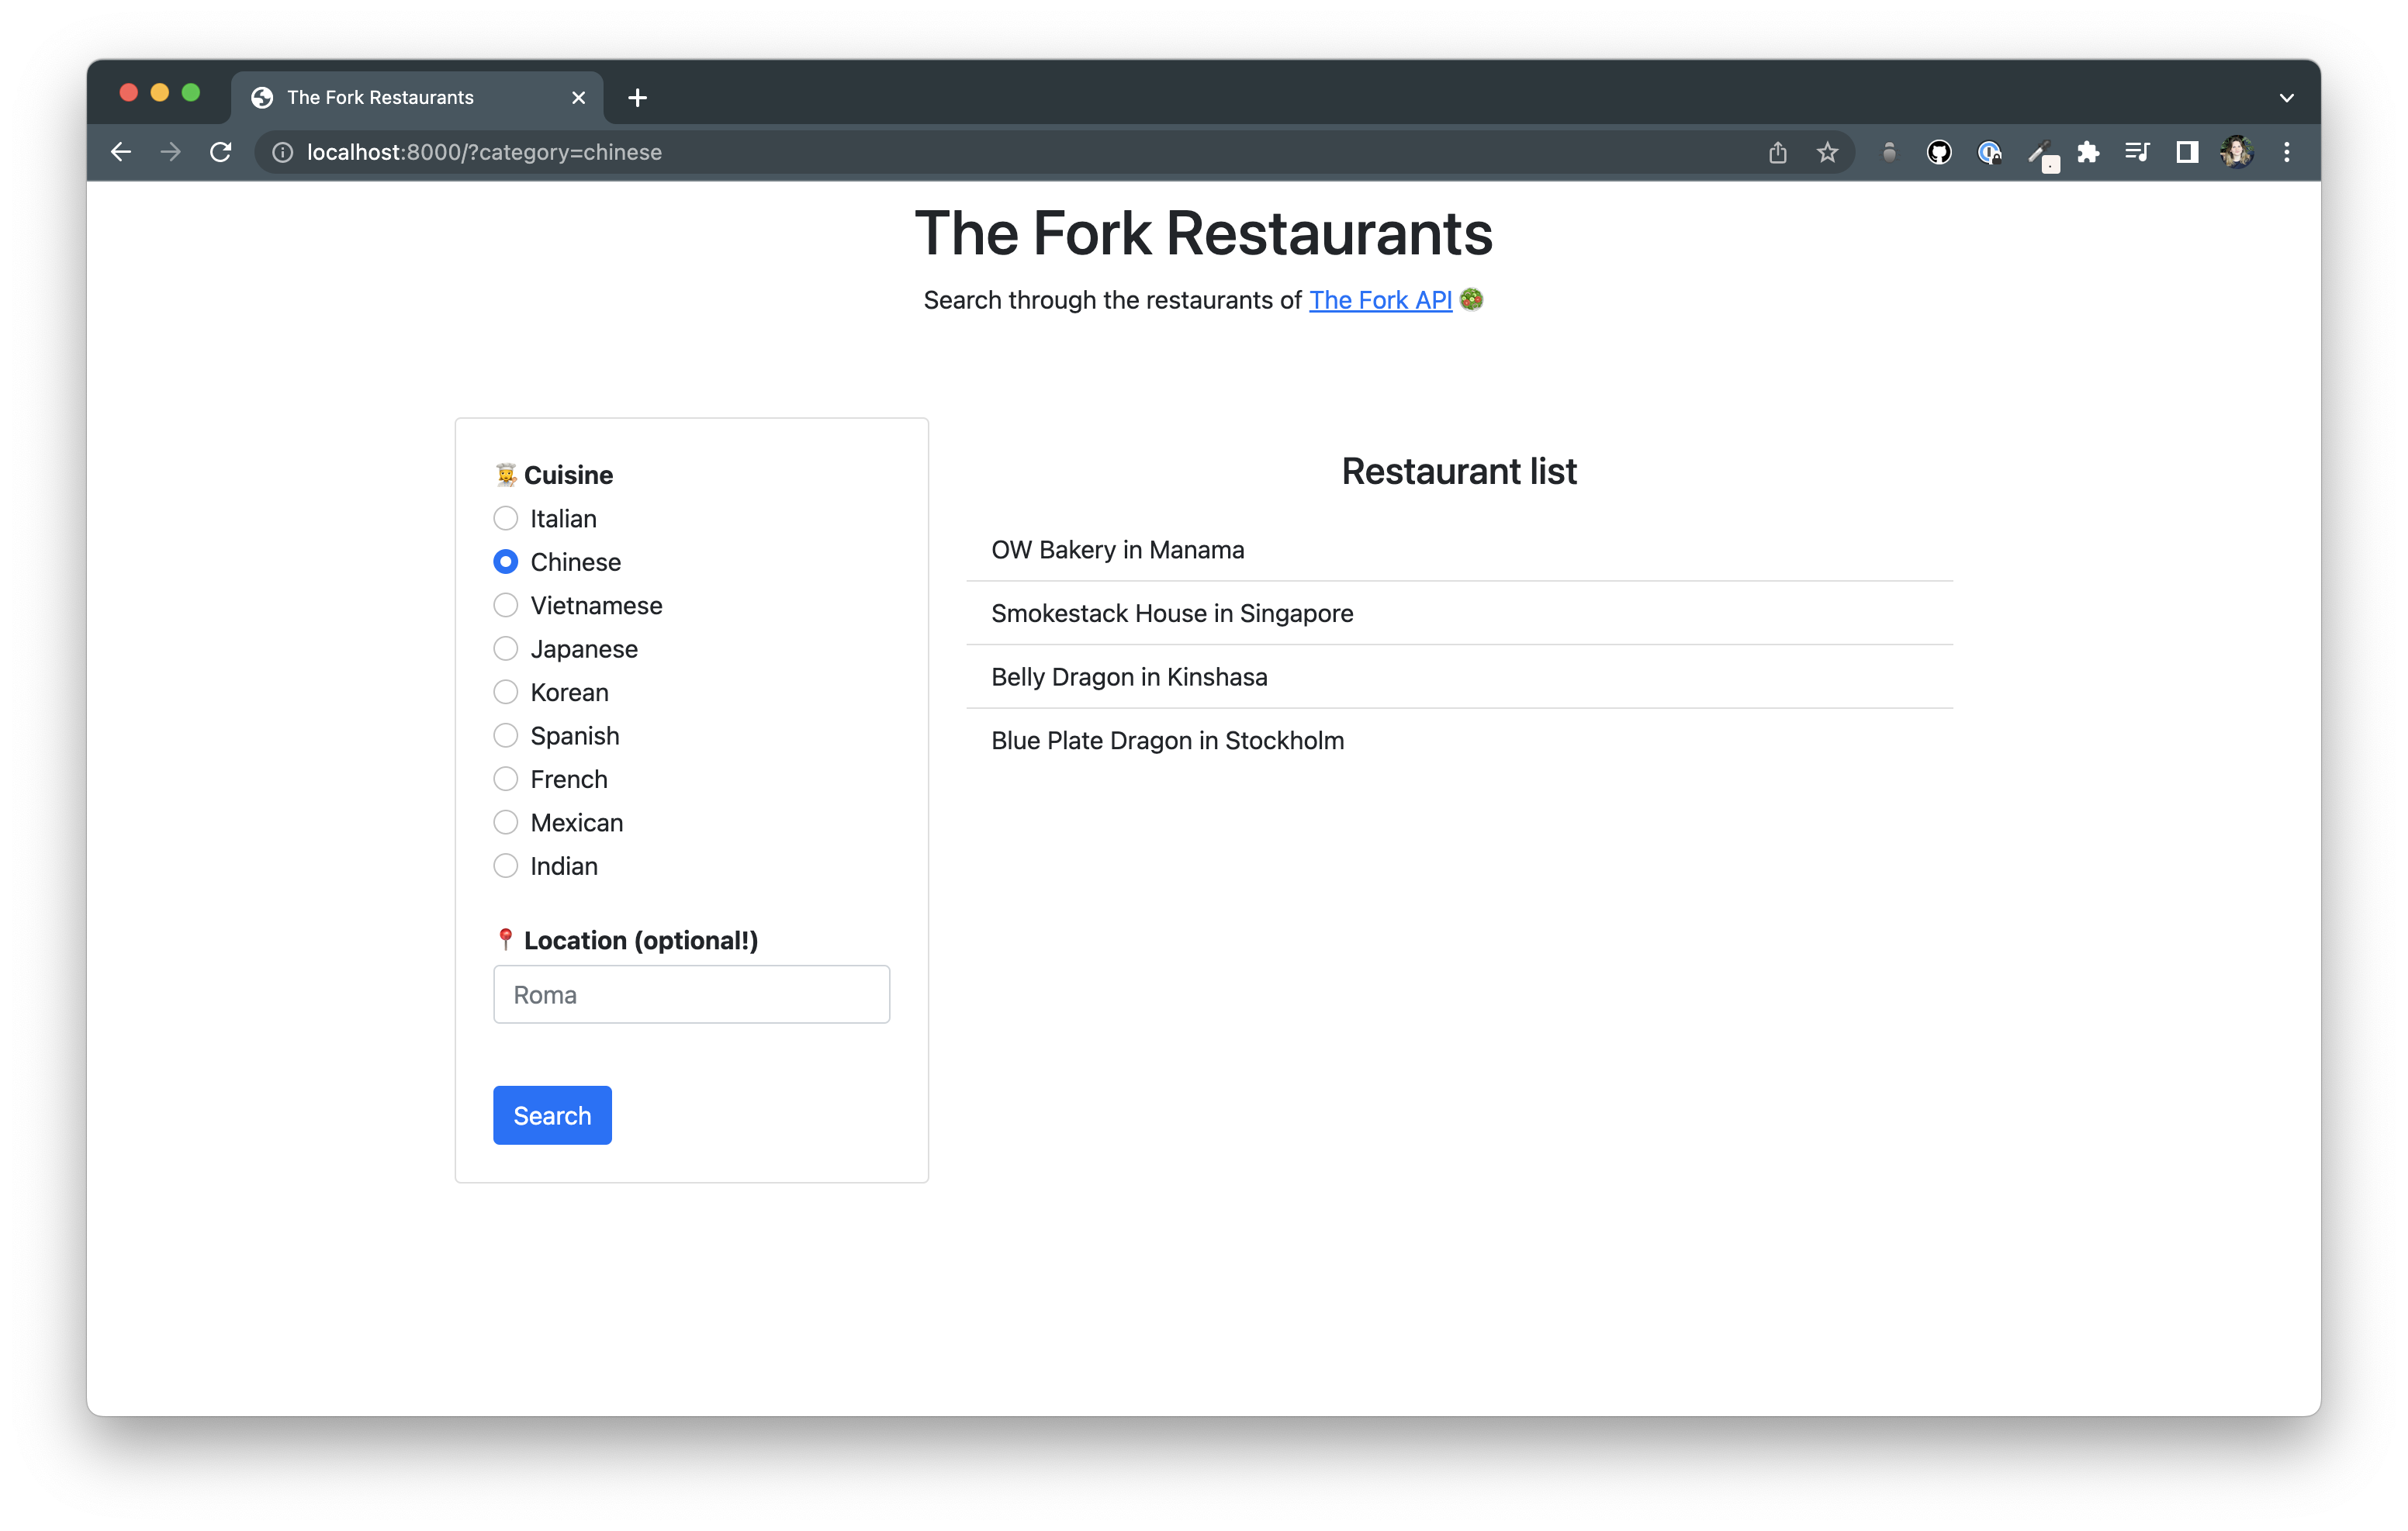 The Fork Restaurants
localhost:8000/?category=chinese
The Fork Restaurants
Search through the restaurants of The Fork API
Cuisine
Italian
Chinese
Vietnamese
Japanese
Korean
Spanish
French
Mexican
Indian
Location (optional!)
Roma
Search
Restaurant list
OW Bakery in Manama
Smokestack House in Singapore
Belly Dragon in Kinshasa
Blue Plate Dragon in Stockholm